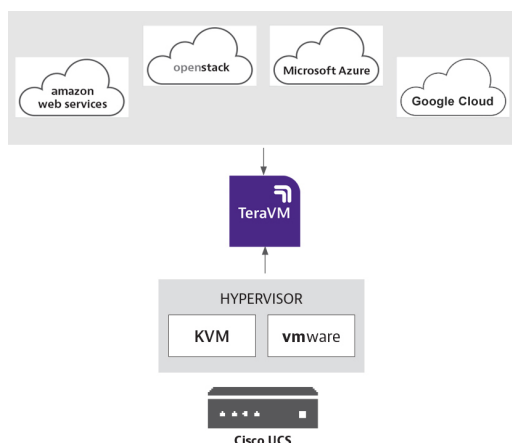 amazon
web services
openstack
Microsoft Azure
Google Cloud
TeraVM
HYPERVISOR
KVM
vmware
Cisco UCS